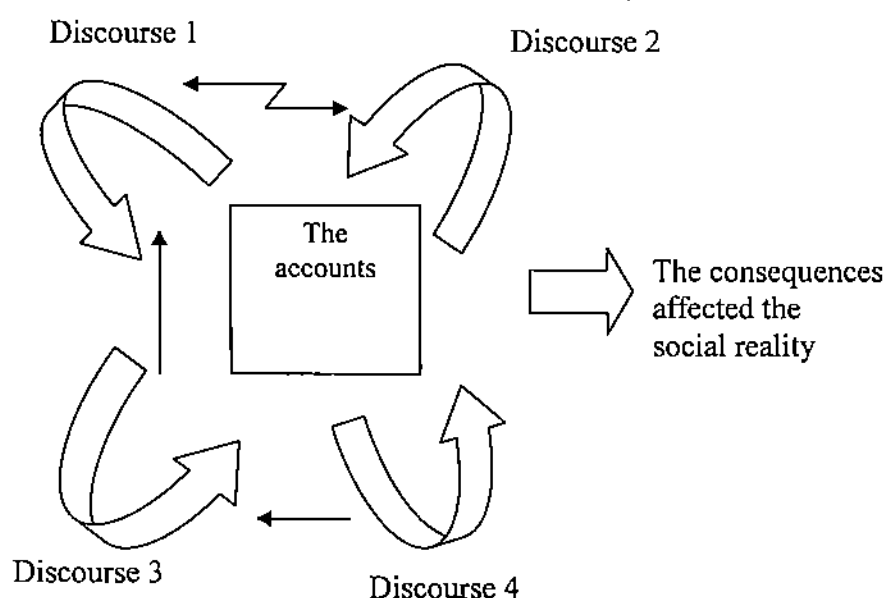 Discourse 1
Discourse 2
The
accounts
The consequences
affected the
social reality
Discourse 3
Discourse 4